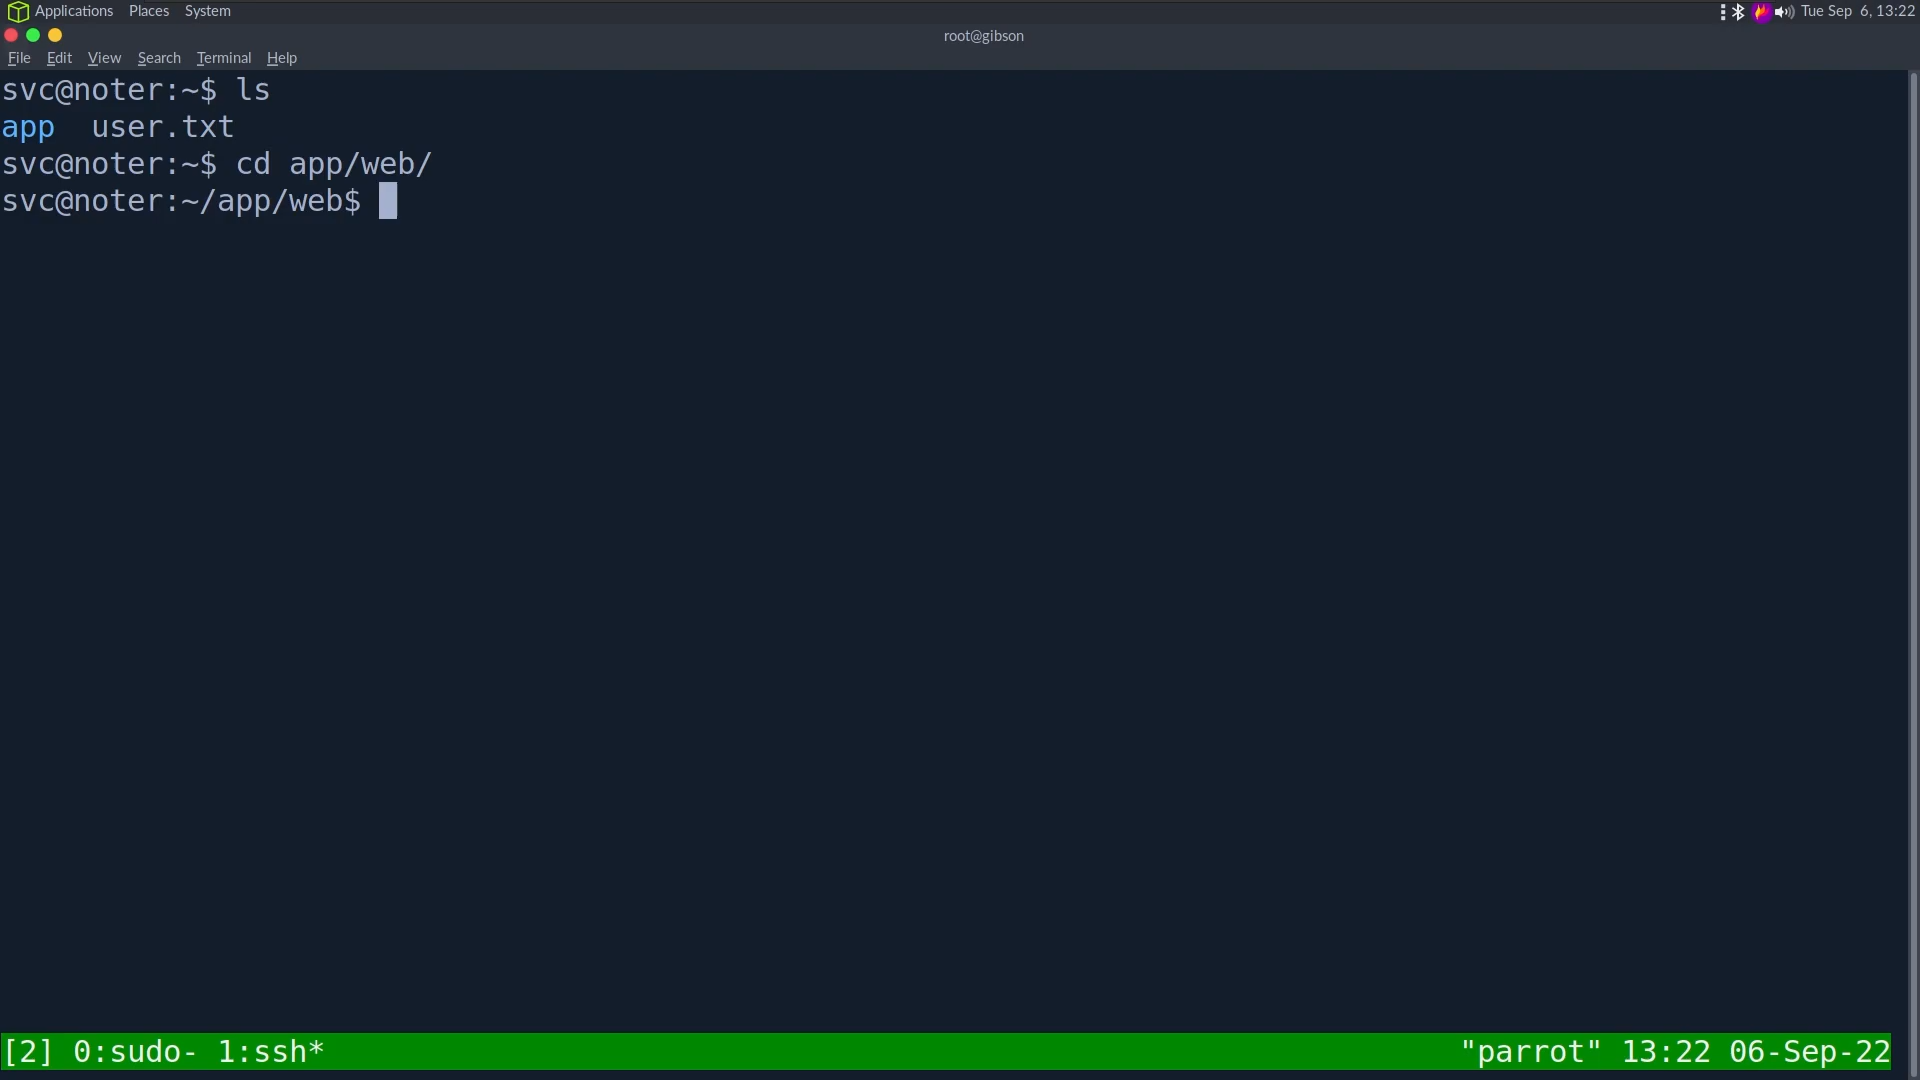 Applications Places System Tue Sep 6, 13:22
root@gibson
File Edit View Search Terminal Help
svc@noter:~$ ls
app user.txt
svc@noter:~$ cd app/web/
svc@noter:~/app/web$
[2] 0:sudo- 1:ssh* "parrot" 13:22 06-Sep-22